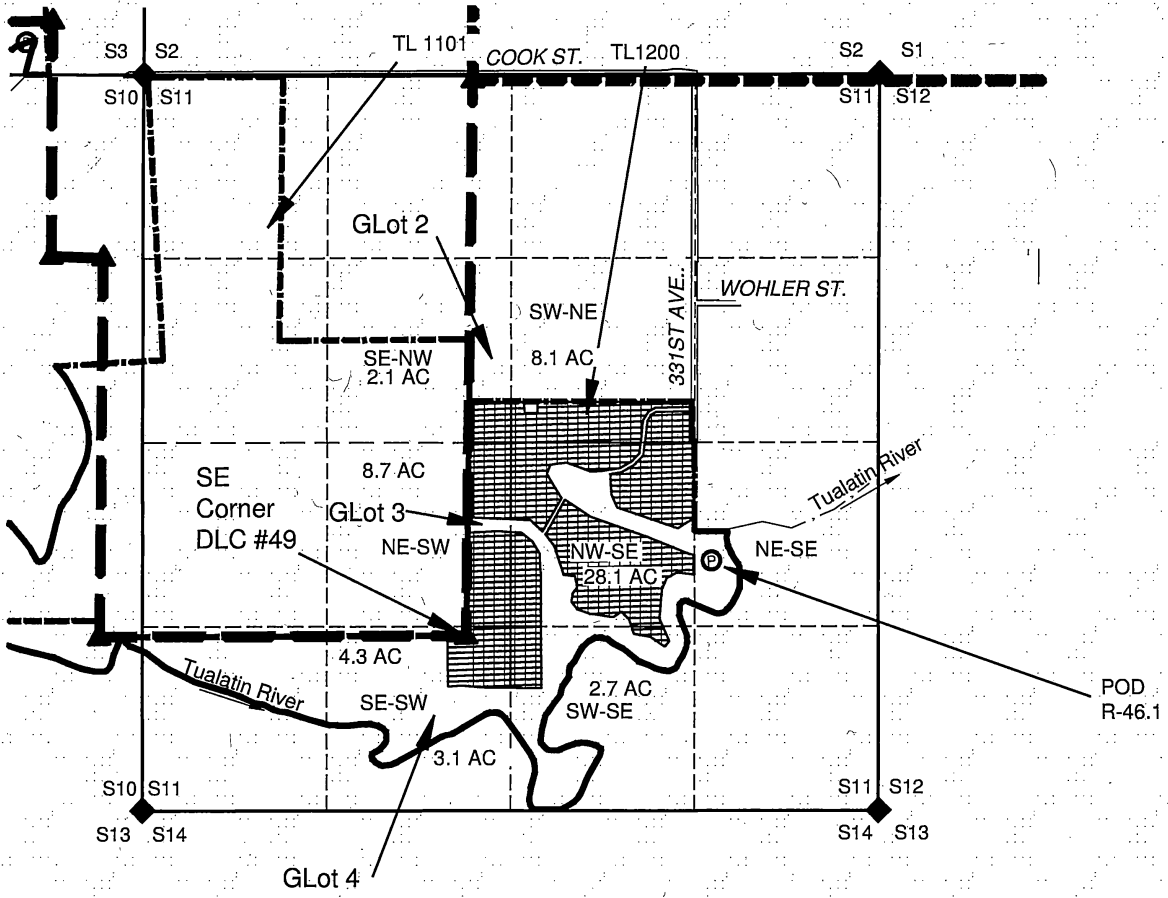 S3 S2
TL 1101
COOK ST.
TL1200
S2 S1
S10 S11
S11 S12
GLot 2
331ST AVE..
WOHLER ST.
SW-NE
8.1 AC
SE-NW
2.1 AC
8.7 AC
SE
Corner
DLC #49
GLot 3
NE-SW
NW-SE
28.1 AC
P
NE-SE
Tualatin River
4.3 AC
Tualatin River
SE-SW
2.7 AC
SW-SE
3.1 AC
POD
R-46.1
S10 S11
S11 S12
S13 S14
S14 S13
GLot 4